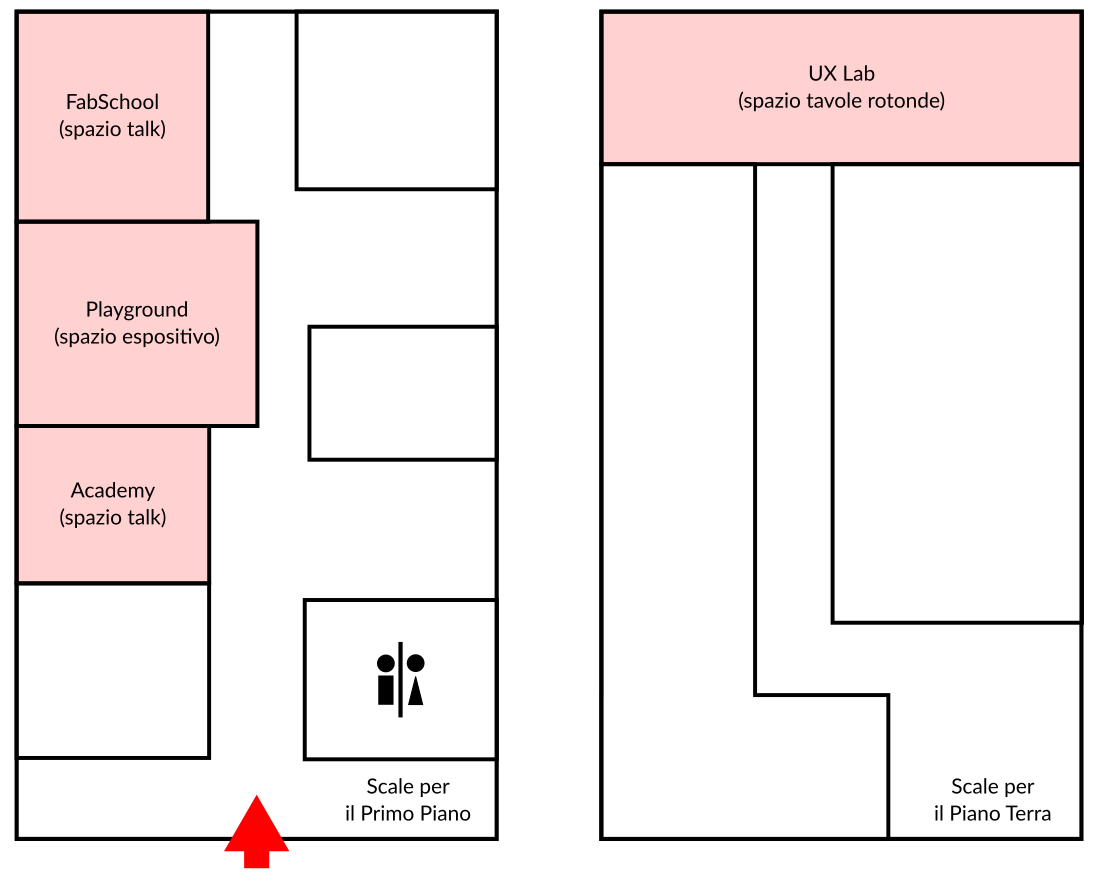 FabSchool
(spazio talk)
Playground
(spazio espositivo)
Academy
(spazio talk)
Scale per
il Primo Piano
UX Lab
(spazio tavole rotonde)
Scale per
il Piano Terra